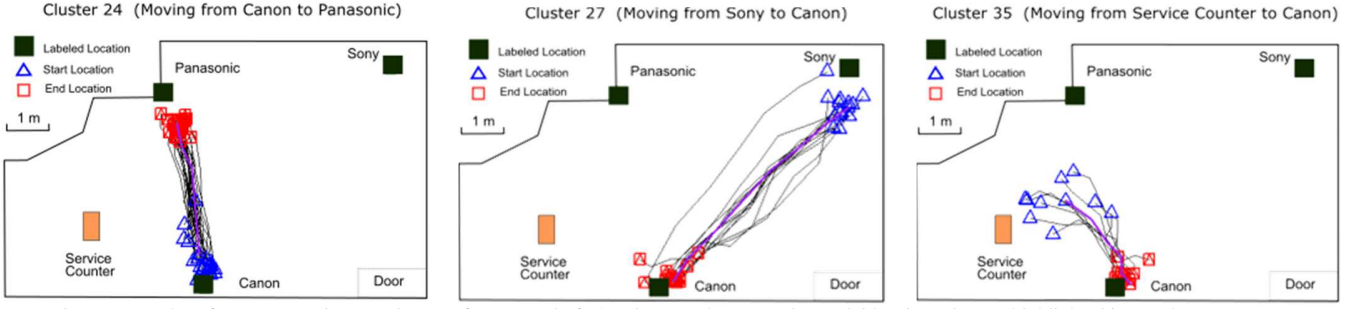 Cluster 24 (Moving from Canon to Panasonic)
Labeled Location
Start Location
End Location
1 m
Panasonic
Sony
Service
Counter
Canon
Door
Cluster 27 (Moving from Sony to Canon)
Labeled Location
Start Location
End Location
1 m
Panasonic
Sony
Service
Counter
Canon
Door
Cluster 35 (Moving from Service Counter to Canon)
Labeled Location
Start Location
End Location
1 m
Panasonic
Sony
Service
Counter
Canon
Door